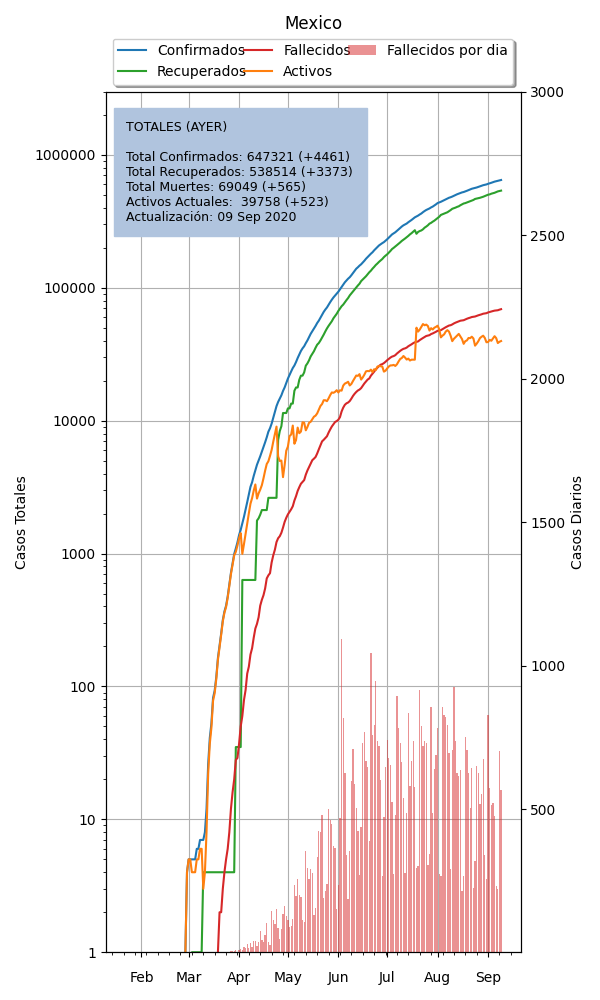 Mexico
Confirmados
Recuperados
Fallecidos
Activos
Fallecidos por dia
TOTALES (AYER)
Total Confirmados: 647321 (+4461)
Total Recuperados: 538514 (+3373)
Total Muertes: 69049 (+565)
Activos Actuales:  39758 (+523)
Actualización: 09 Sep 2020
Casos Totales
1000000
100000
10000
1000
100
10
1
3000
2500
2000
1500
1000
500
Casos Diarios
Feb Mar Apr May Jun Jul Aug Sep